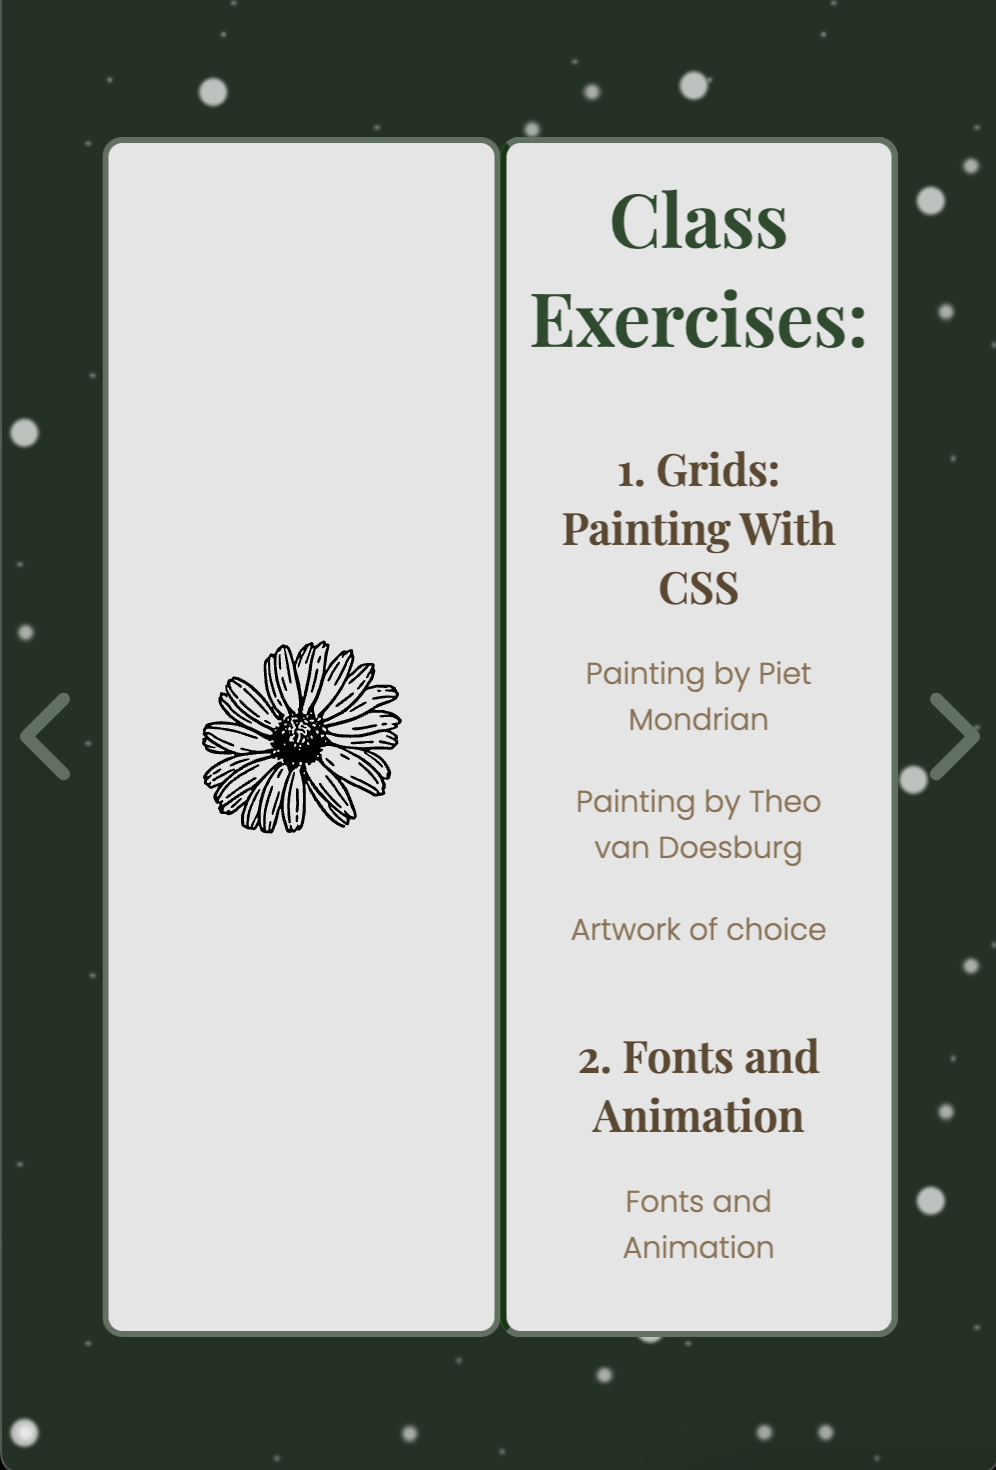 Class
Exercises:
1. Grids:
Painting With
CSS
Painting by Piet
Mondrian
Painting by Theo
van Doesburg
Artwork of choice
2. Fonts and
Animation
Fonts and
Animation